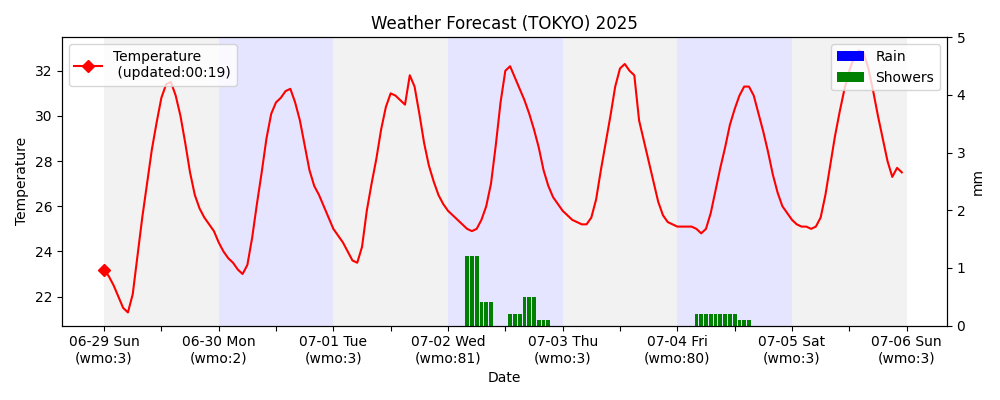 Weather Forecast (TOKYO) 2025
Temperature
(updated:00:19)
Rain
Showers
Temperature
32
30
28
26
24
22
5
4
3
2
1
0
mm
06-29 Sun
(wmo:3)
06-30 Mon
(wmo:2)
07-01 Tue
(wmo:3)
07-02 Wed
(wmo:81)
07-03 Thu
(wmo:3)
07-04 Fri
(wmo:80)
07-05 Sat
(wmo:3)
07-06 Sun
(wmo:3)
Date